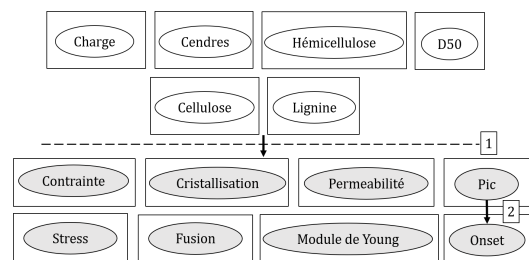 Charge Cendres Hémicellulose D50
Cellulose Lignine
1
Contrainte Cristallisation Permeabilité Pic
2
Stress Fusion Module de Young Onset